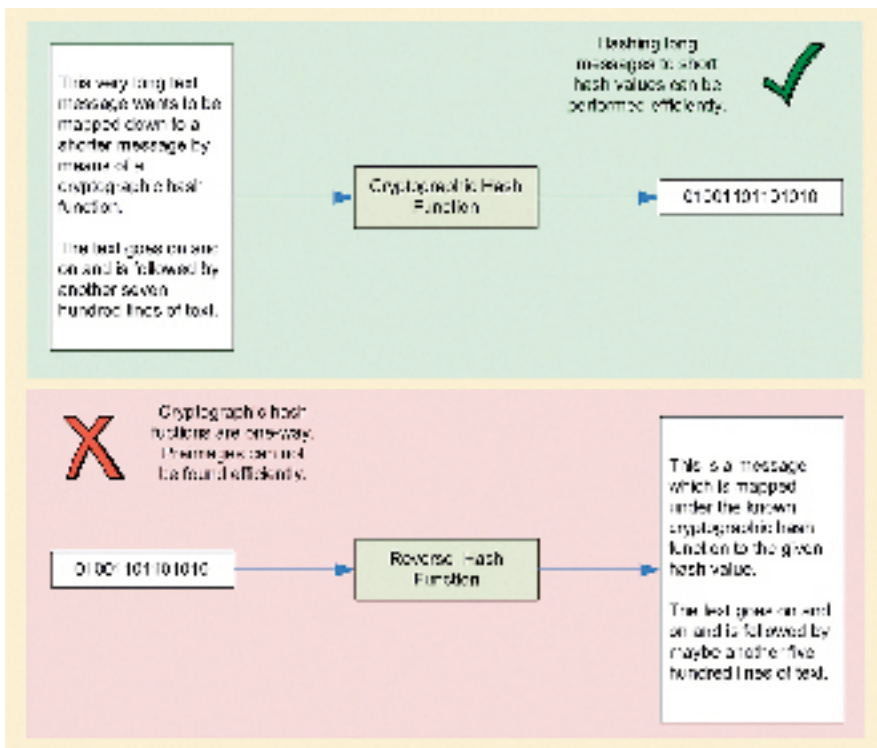 This very long text
message wants to be
mapped down to a
shorter message by
means of a
cryptographic hash
function.
The text goes on and
on and is followed by
another seven
hundred lines of text.
Hashing long
messages to short
hash values can be
performed efficiently.
Cryptographic Hash
Function
01001101101010
Cryptographic hash
fuctions are one-way.
Preimages can not
be found efficiently.
01001101101010
Reverse Hash
Function
This is a message
which is mapped
under the known
cryptographic hash
function to the given
hash value.
The text goes on and
on and is followed by
maybe another five
hundred lines of text.